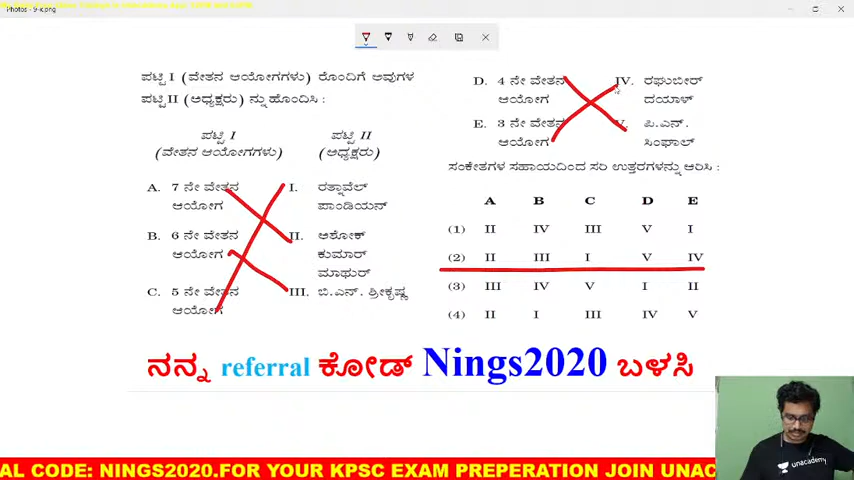 Photos - 9-k.png
ಪಟ್ಟಿ I (ವೇತನ ಆಯೋಗಗಳು) ರೊಂದಿಗೆ ಅವುಗಳ
ಪಟ್ಟಿ II (ಅಧ್ಯಕ್ಷರು) ನ್ನು ಹೊಂದಿಸಿ :
ಪಟ್ಟಿ I ಪಟ್ಟಿ II
(ವೇತನ ಆಯೋಗಗಳು) (ಅಧ್ಯಕ್ಷರು)
A. 7 ನೇ ವೇತನ I. ರತ್ನಾವೆಲ್
ಆಯೋಗ ಪಾಂಡಿಯನ್
B. 6 ನೇ ವೇತನ II. ಅಶೋಕ್
ಆಯೋಗ ಕುಮಾರ್
ಮಾಥುರ್
C. 5 ನೇ ವೇತನ III. ಬಿ.ಎನ್. ಶ್ರೀಕೃಷ್ಣ
ಆಯೋಗ
D. 4 ನೇ ವೇತನ IV. ರಘುಬೀರ್
ಆಯೋಗ ದಯಾಳ್
E. 3 ನೇ ವೇತನ V. ಪಿ.ಎನ್.
ಆಯೋಗ ಸಿಂಘಾಲ್
ಸಂಕೇತಗಳ ಸಹಾಯದಿಂದ ಸರಿ ಉತ್ತರಗಳನ್ನು ಆರಿಸಿ :
A B C D E
(1) II IV III V I
(2) II III I V IV
(3) III IV V I II
(4) II I III IV V
ನನ್ನ referral ಕೋಡ್ Nings2020 ಬಳಸಿ
unacademy
AL CODE: NINGS2020.FOR YOUR KPSC EXAM PREPERATION JOIN UNAC